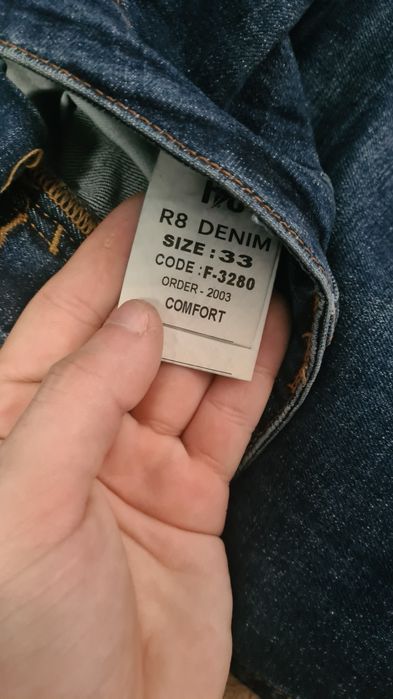 R8 DENIM
SIZE : 33
CODE : F-3280
ORDER - 2003
COMFORT